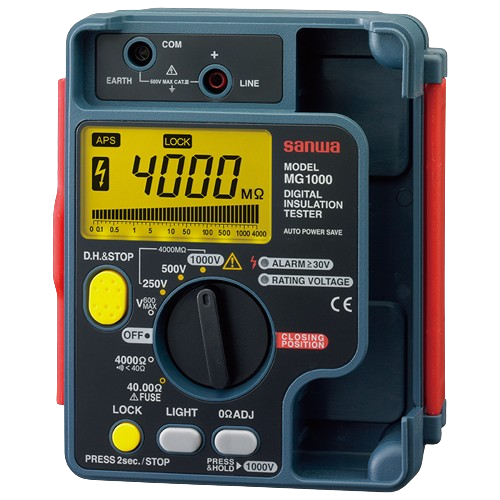 COM +
EARTH 600V MAX CAT.III LINE
APS LOCK
4000 MΩ
0 0.1 0.5 1 5 10 50 100 500 1000 4000
sanwa
MODEL
MG1000
DIGITAL
INSULATION
TESTER
AUTO POWER SAVE
D.H.&STOP
4000MΩ
1000V
500V
250V
V 600 MAX
OFF
ALARM≥30V
RATING VOLTAGE
CE
CLOSING
POSITION
4000Ω
<40Ω
40.00Ω
FUSE
LOCK LIGHT 0Ω ADJ
PRESS 2sec./STOP
PRESS &HOLD 1000V